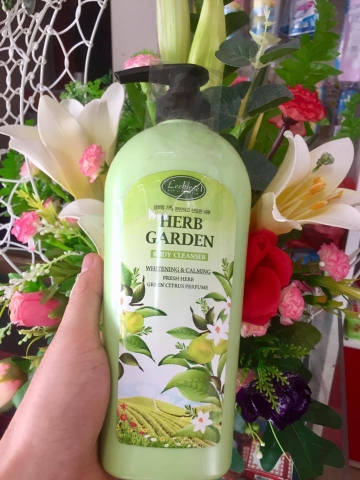 HERB
GARDEN
BODY CLEANSER
WHITENING & CALMING
FRESH HERB
GREEN CITRUS PERFUME